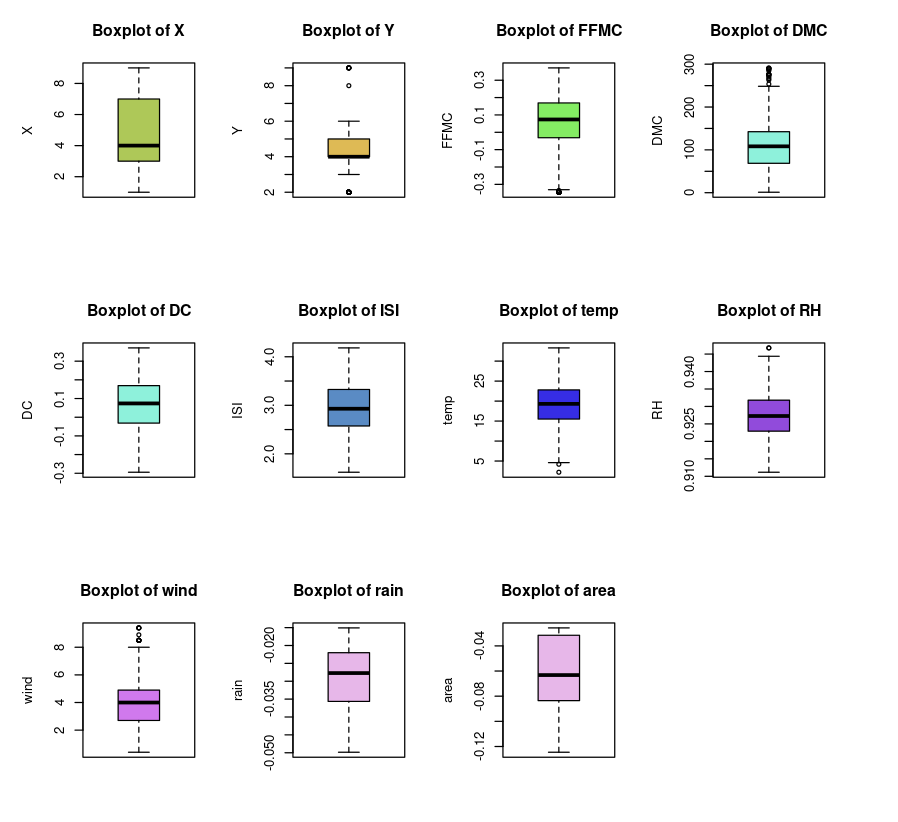 Boxplot of X
Boxplot of Y
Boxplot of FFMC
Boxplot of DMC
X
2
4
6
8
Y
2
4
6
8
FFMC
-0.3
-0.1
0.1
0.3
DMC
0
100
200
300
Boxplot of DC
Boxplot of ISI
Boxplot of temp
Boxplot of RH
DC
-0.3
-0.1
0.1
0.3
ISI
2.0
3.0
4.0
temp
5
15
25
RH
0.910
0.925
0.940
Boxplot of wind
Boxplot of rain
Boxplot of area
wind
2
4
6
8
rain
-0.050
-0.035
-0.020
area
-0.12
-0.08
-0.04